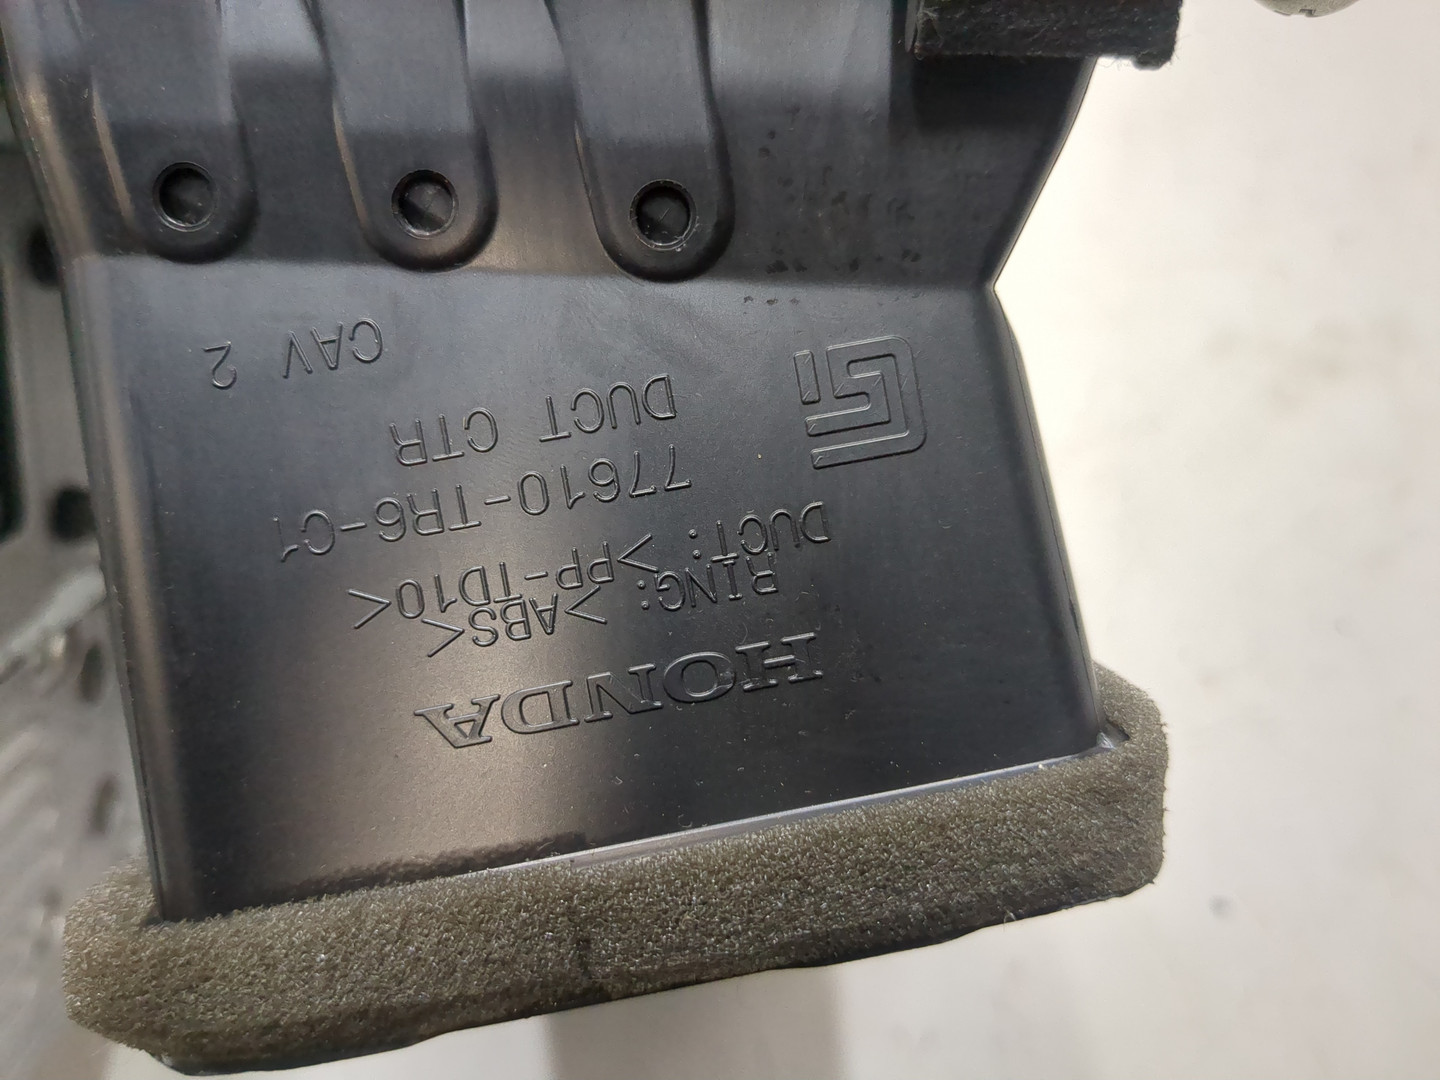 HONDA
RING: >ABS<
DUCT: >PP-TD10<
77610-TR6-C1
DUCT CTR
CAV 2